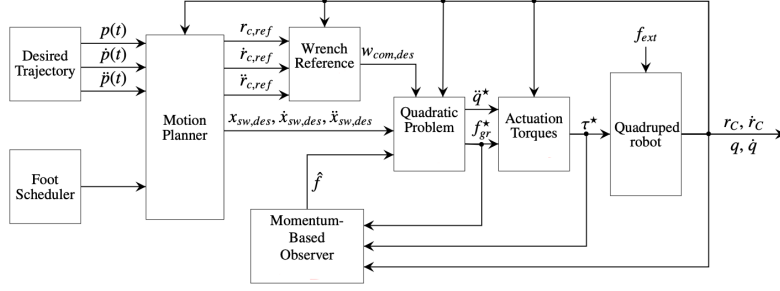 Desired
Trajectory
p(t)
ṗ(t)
p̈(t)
Foot
Scheduler
Motion
Planner
r_{c,ref}
ṙ_{c,ref}
r̈_{c,ref}
Wrench
Reference
w_{com,des}
x_{sw,des}, ẋ_{sw,des}, ẍ_{sw,des}
Quadratic
Problem
q̈*
f*_{gr}
Actuation
Torques
τ*
f_{ext}
Quadruped
robot
r_C, ṙ_C
q, q̇
f̂
Momentum-
Based
Observer